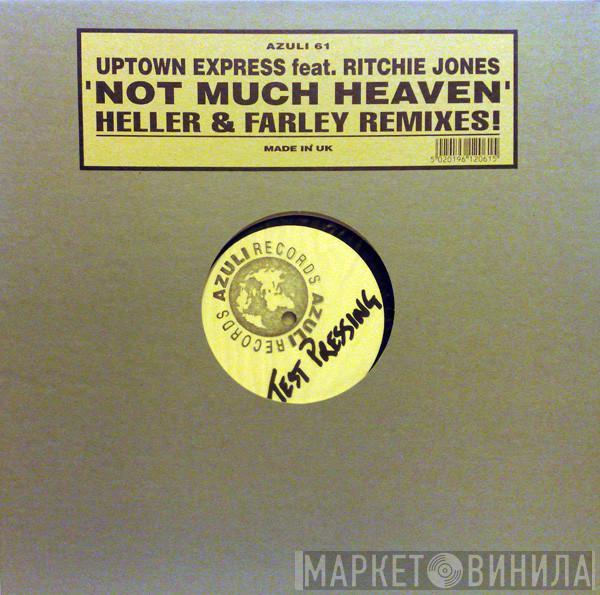 AZULI 61
UPTOWN EXPRESS feat. RITCHIE JONES
'NOT MUCH HEAVEN'
HELLER & FARLEY REMIXES!
MADE IN UK
5 020196 120615
AZULI RECORDS AZULI RECORDS
TEST PRESSING
МАРКЕТ ВИНИЛА